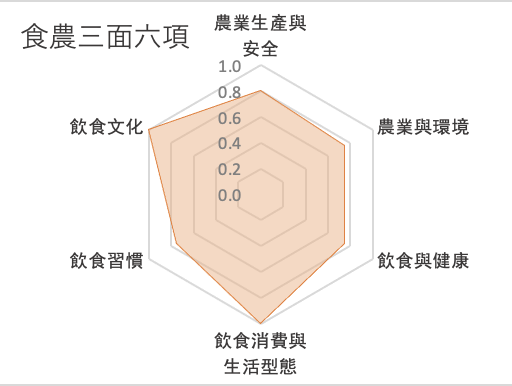 食農三面六項
農業生產與
安全
1.0
0.8
0.6
0.4
0.2
0.0
飲食文化
農業與環境
飲食習慣
飲食與健康
飲食消費與
生活型態